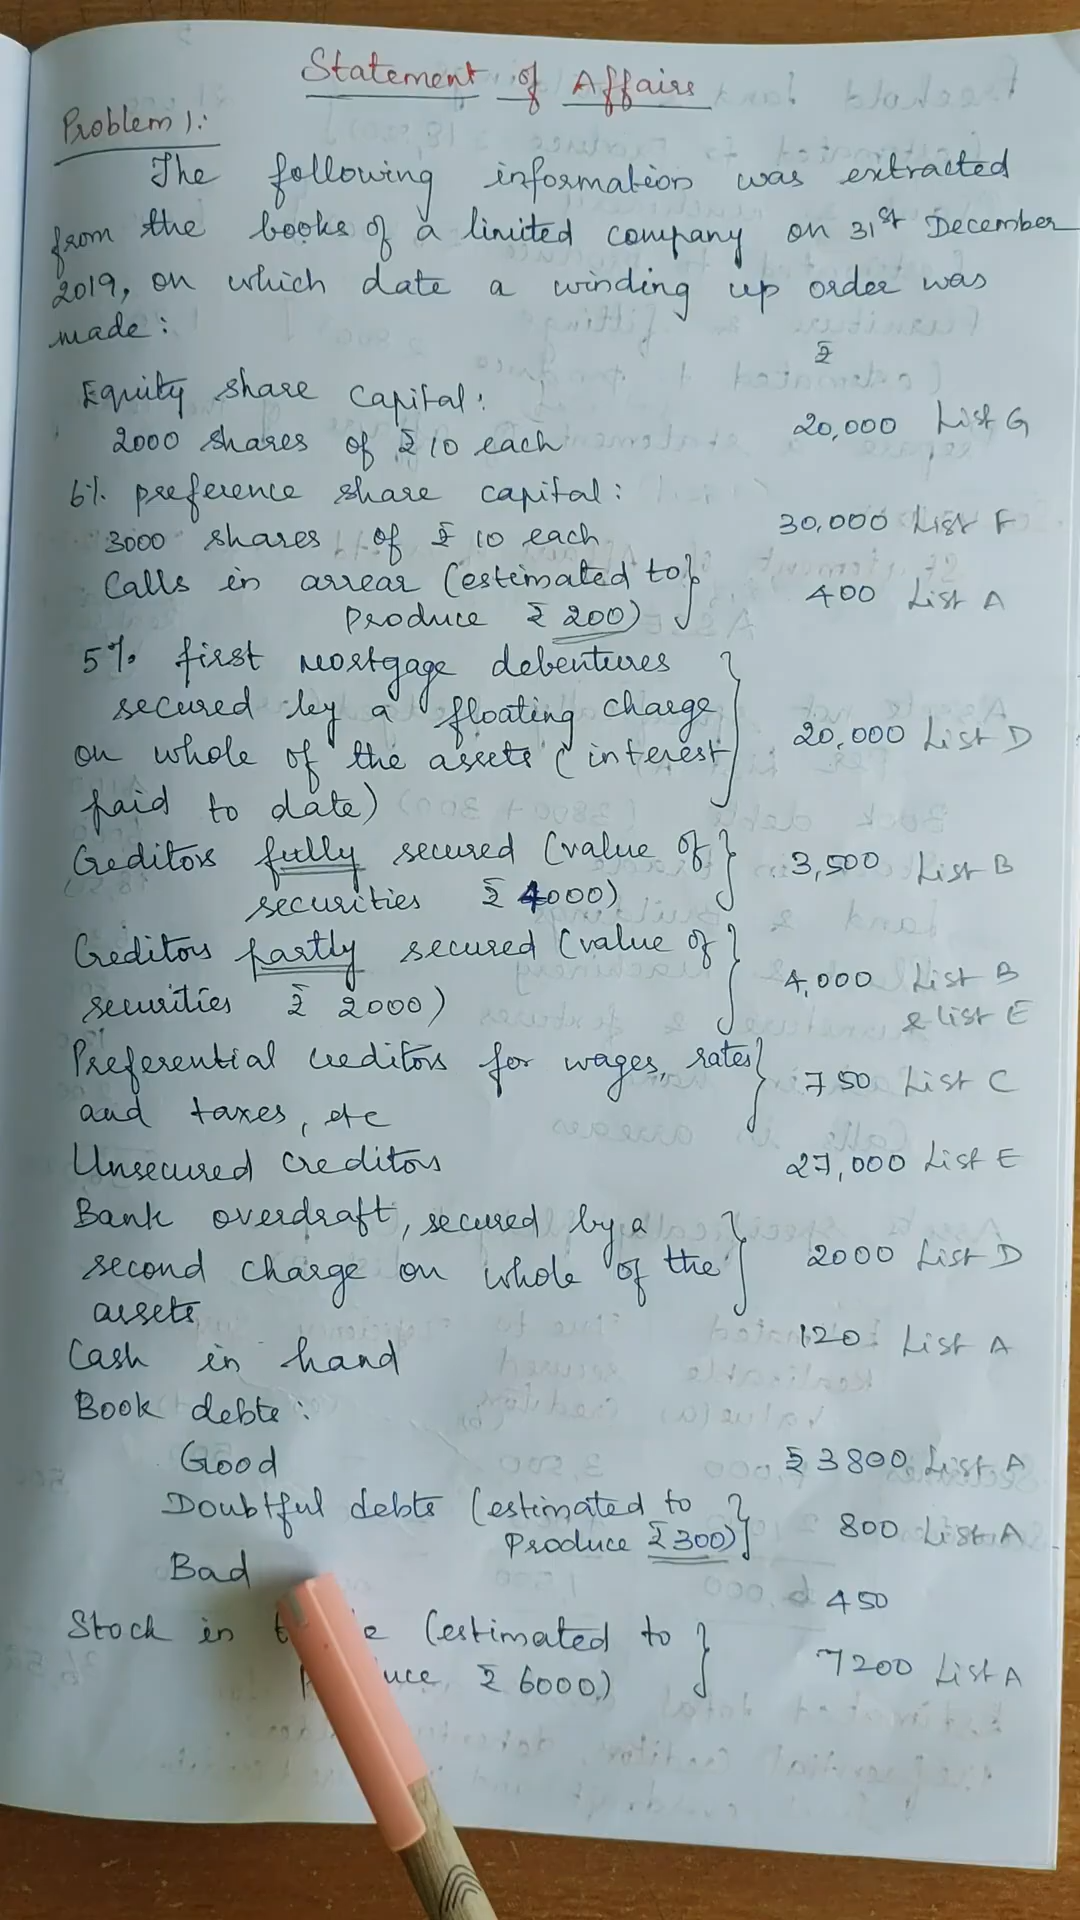 Statement of Affairs
Problem 1:
The following information was extracted
from the books of a limited company on 31st December
2019, on which date a winding up order was
made:
₹
Equity share capital:
2000 shares of ₹ 10 each 20,000 List G
6% preference share capital:
3000 shares of ₹ 10 each 30,000 List F
Calls in arrear (estimated to
produce ₹ 200) 400 List A
5% first mortgage debentures
secured by a floating charge
on whole of the assets (interest 20,000 List D
paid to date)
Creditors fully secured (value of 3,500 List B
securities ₹ 4000)
Creditors partly secured (value of 4,000 List B
securities ₹ 2000) & List E
Preferential creditors for wages, rates 750 List C
and taxes, etc
Unsecured creditors 27,000 List E
Bank overdraft, secured by a
second charge on whole of the 2000 List D
assets
Cash in hand 120 List A
Book debts:
Good ₹ 3800 List A
Doubtful debts (estimated to 800 List A
Produce ₹ 300)
Bad 450
Stock in (estimated to 7200 List A
₹ 6000)